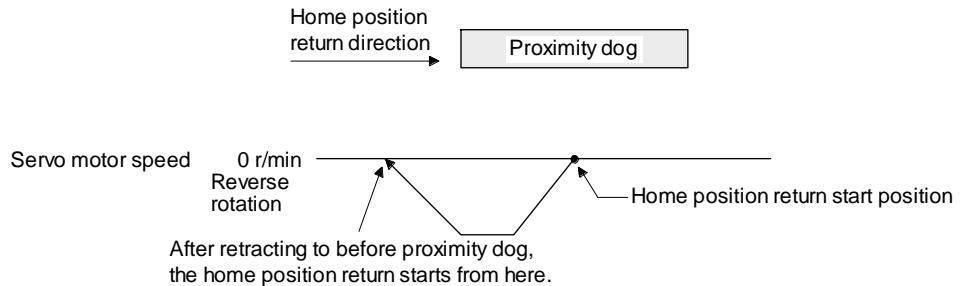 Home position
return direction
Proximity dog
Servo motor speed 0 r/min
Reverse
rotation
Home position return start position
After retracting to before proximity dog,
the home position return starts from here.